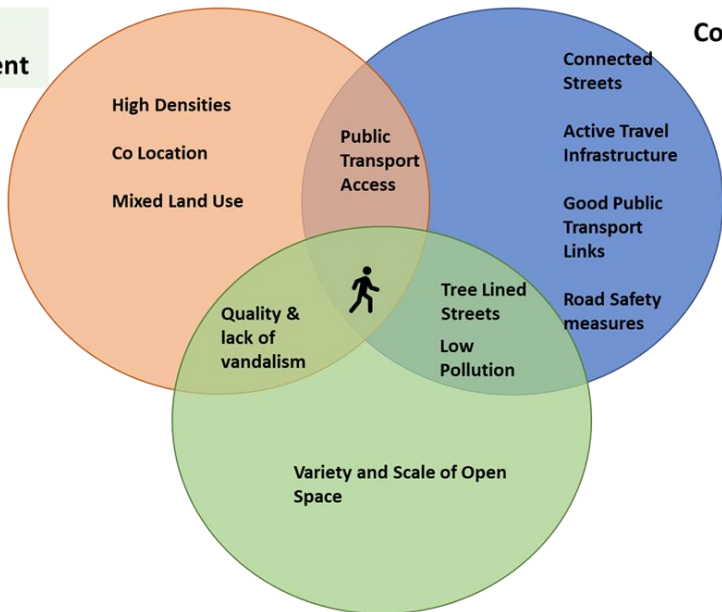 Co
ent
High Densities
Co Location
Mixed Land Use
Public
Transport
Access
Connected
Streets
Active Travel
Infrastructure
Good Public
Transport
Links
Road Safety
measures
Quality &
lack of
vandalism
Tree Lined
Streets
Low
Pollution
Variety and Scale of Open
Space